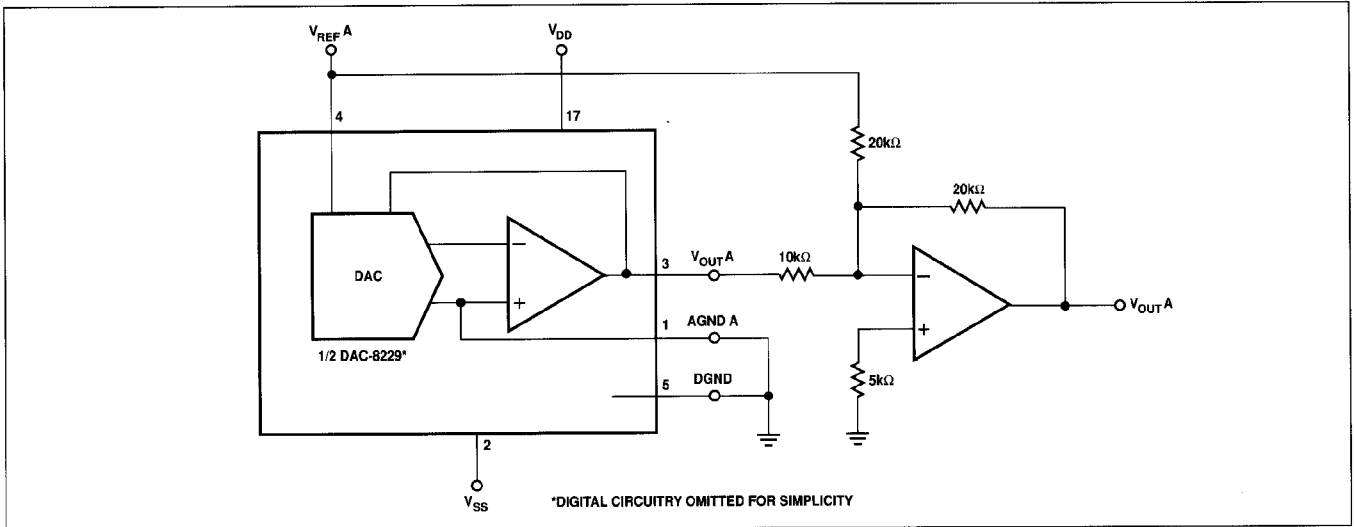 V_REF A
V_DD
4
17
20kΩ
20kΩ
DAC
−
+
3
V_OUT A
10kΩ
−
+
V_OUT A
1
AGND A
1/2 DAC-8229*
5
DGND
5kΩ
2
V_SS
*DIGITAL CIRCUITRY OMITTED FOR SIMPLICITY